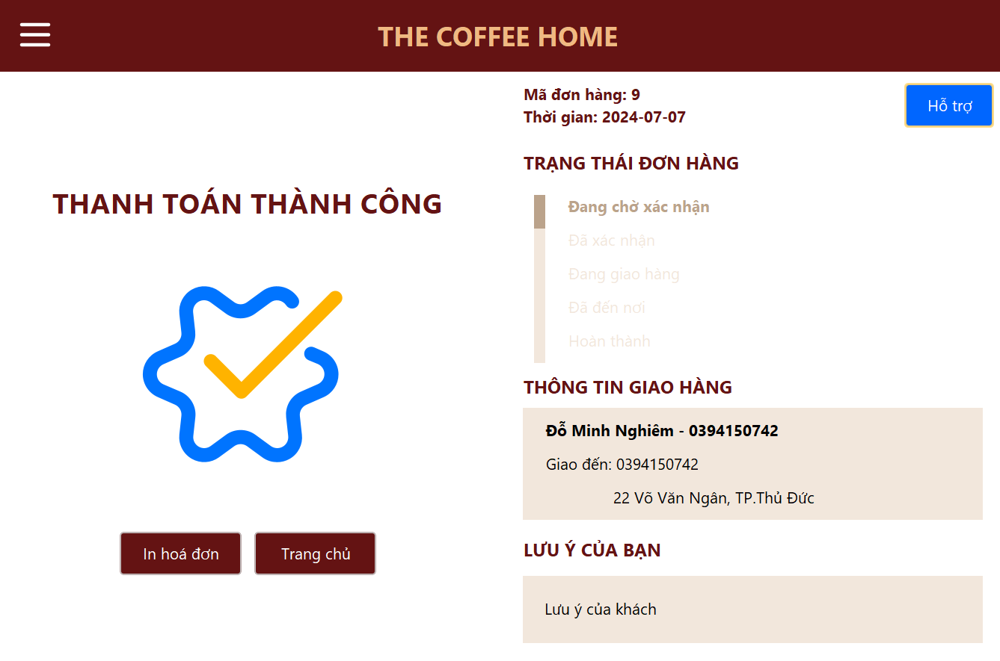 THE COFFEE HOME
THANH TOÁN THÀNH CÔNG
In hoá đơn
Trang chủ
Mã đơn hàng: 9
Thời gian: 2024-07-07
Hỗ trợ
TRẠNG THÁI ĐƠN HÀNG
Đang chờ xác nhận
Đã xác nhận
Đang giao hàng
Đã đến nơi
Hoàn thành
THÔNG TIN GIAO HÀNG
Đỗ Minh Nghiêm - 0394150742
Giao đến: 0394150742
22 Võ Văn Ngân, TP.Thủ Đức
LƯU Ý CỦA BẠN
Lưu ý của khách